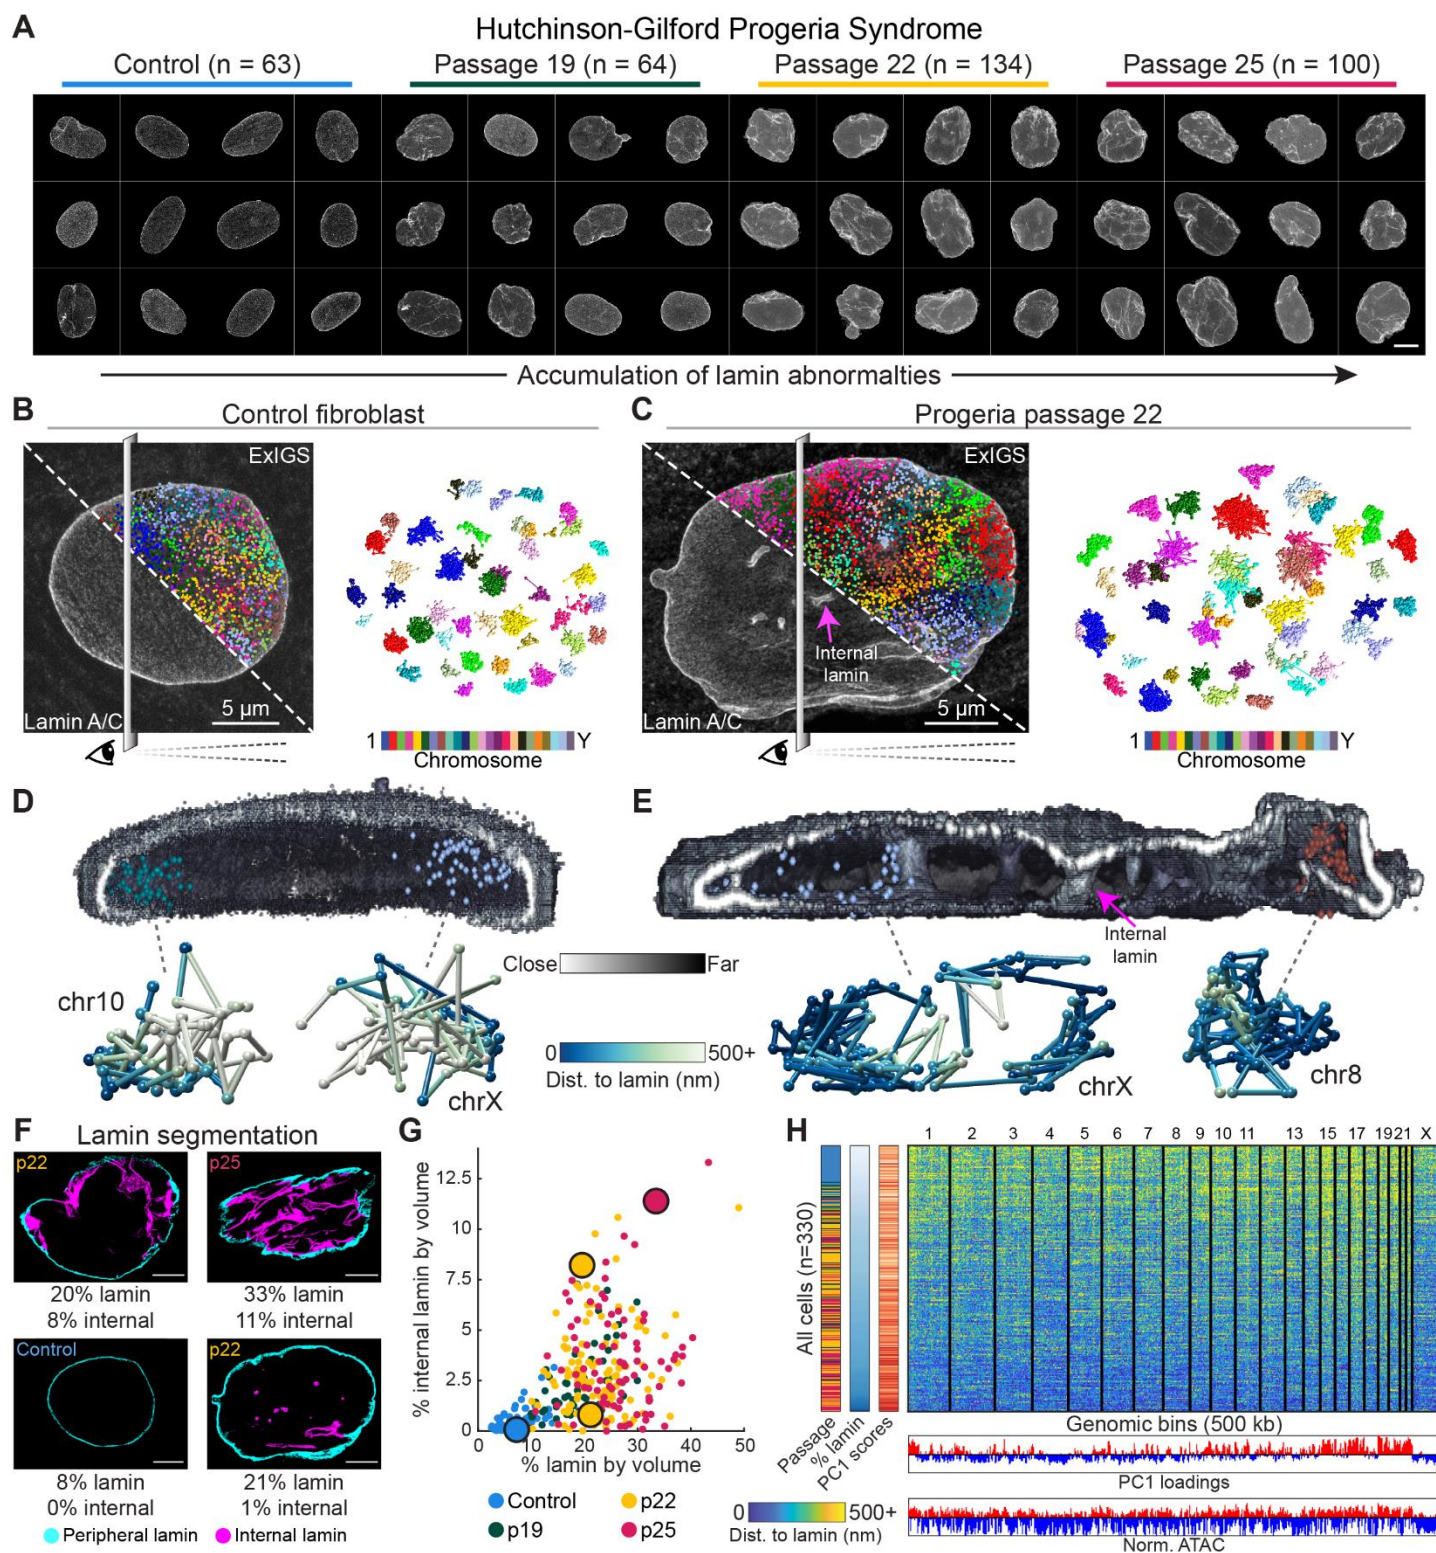 A
Hutchinson-Gilford Progeria Syndrome
Control (n = 63)
Passage 19 (n = 64)
Passage 22 (n = 134)
Passage 25 (n = 100)
Accumulation of lamin abnormalties
B
Control fibroblast
ExIGS
Lamin A/C
5 µm
1
Y
Chromosome
C
Progeria passage 22
ExIGS
Internal
lamin
Lamin A/C
5 µm
1
Y
Chromosome
D
chr10
chrX
Close
Far
0
500+
Dist. to lamin (nm)
E
Internal
lamin
chrX
chr8
F
Lamin segmentation
p22
p25
20% lamin
33% lamin
8% internal
11% internal
Control
p22
8% lamin
21% lamin
0% internal
1% internal
Peripheral lamin
Internal lamin
G
% internal lamin by volume
12.5
10
7.5
5
2.5
0
0 10 20 30 40 50
% lamin by volume
Control
p22
p19
p25
H
1 2 3 4 5 6 7 8 9 10 11 13 15 17 19 21 X
All cells (n=330)
Passage
% lamin
PC1 scores
Genomic bins (500 kb)
PC1 loadings
0
500+
Dist. to lamin (nm)
Norm. ATAC